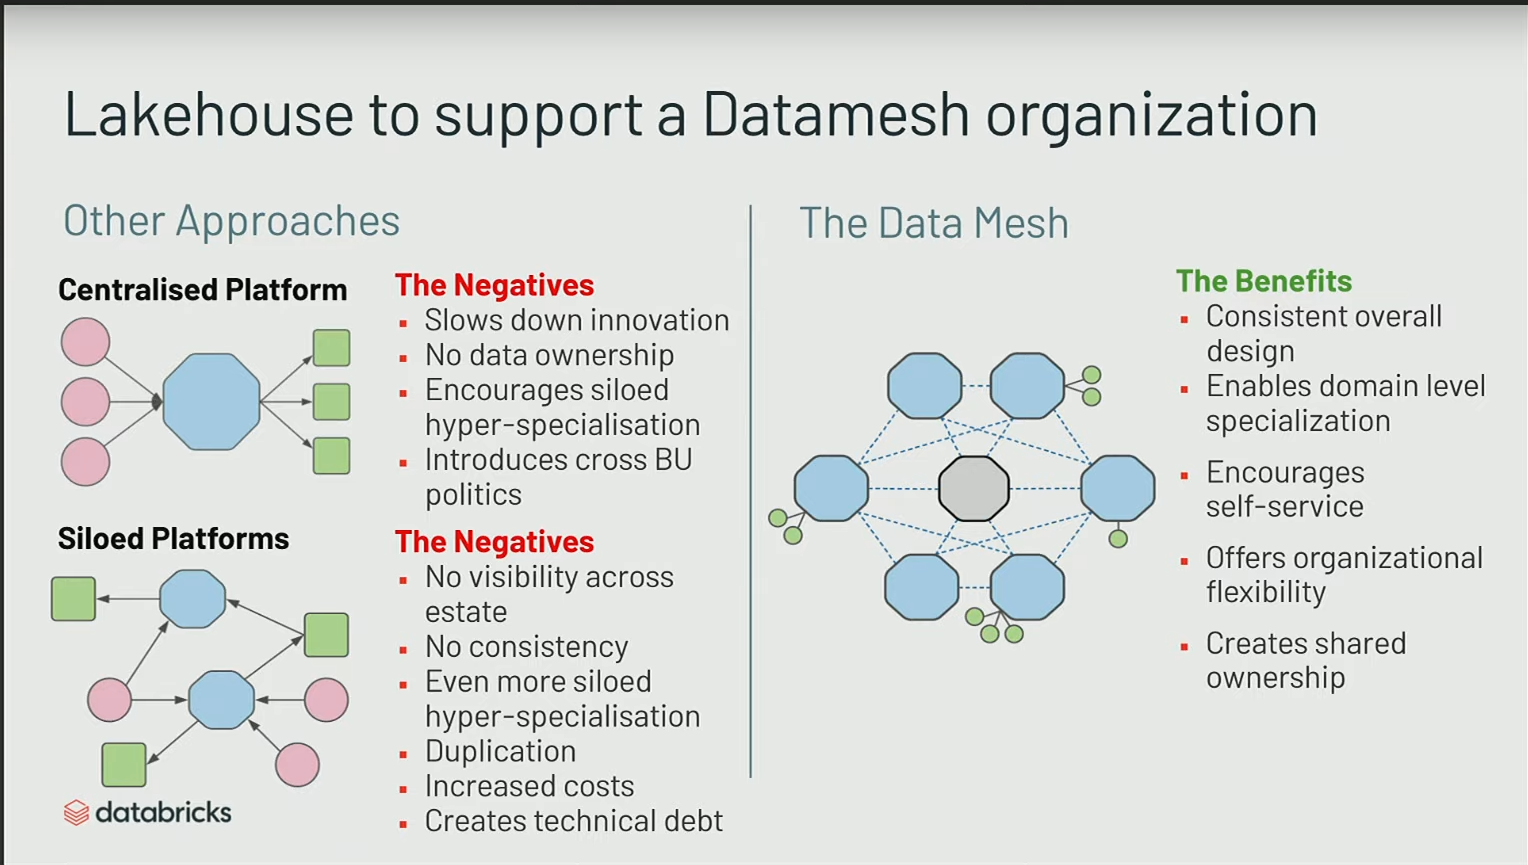 Lakehouse to support a Datamesh organization
Other Approaches
Centralised Platform
The Negatives
Slows down innovation
No data ownership
Encourages siloed
hyper-specialisation
Introduces cross BU
politics
Siloed Platforms
The Negatives
No visibility across
estate
No consistency
Even more siloed
hyper-specialisation
Duplication
Increased costs
Creates technical debt
databricks
The Data Mesh
The Benefits
Consistent overall
design
Enables domain level
specialization
Encourages
self-service
Offers organizational
flexibility
Creates shared
ownership